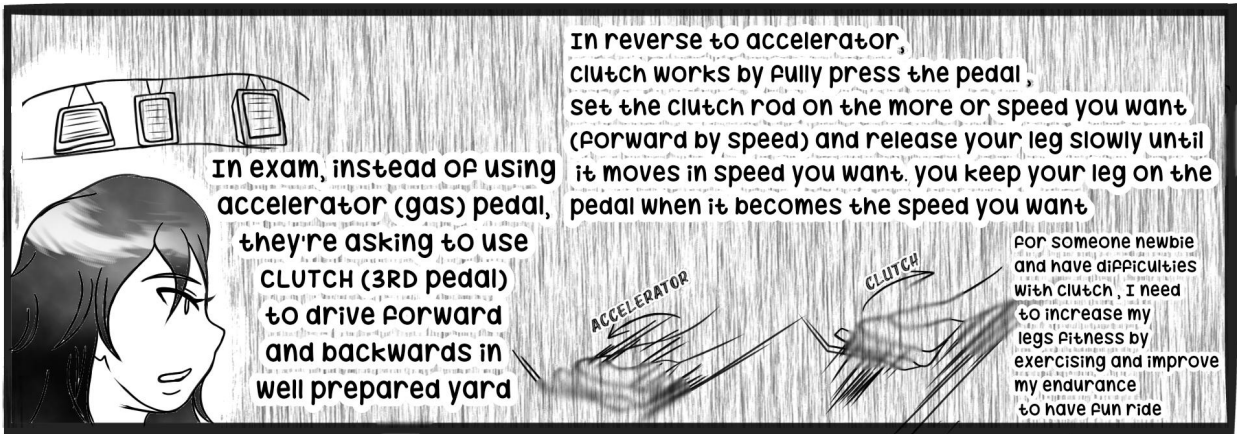 In exam, instead of using
accelerator (gas) pedal,
they're asking to use
CLUTCH (3RD pedal)
to drive forward
and backwards in
well prepared yard
In reverse to accelerator,
clutch works by fully press the pedal,
set the clutch rod on the more or speed you want
(forward by speed) and release your leg slowly until
it moves in speed you want. you keep your leg on the
pedal when it becomes the speed you want
ACCELERATOR
CLUTCH
for someone newbie
and have difficulties
with clutch, I need
to increase my
legs fitness by
exercising and improve
my endurance
to have fun ride